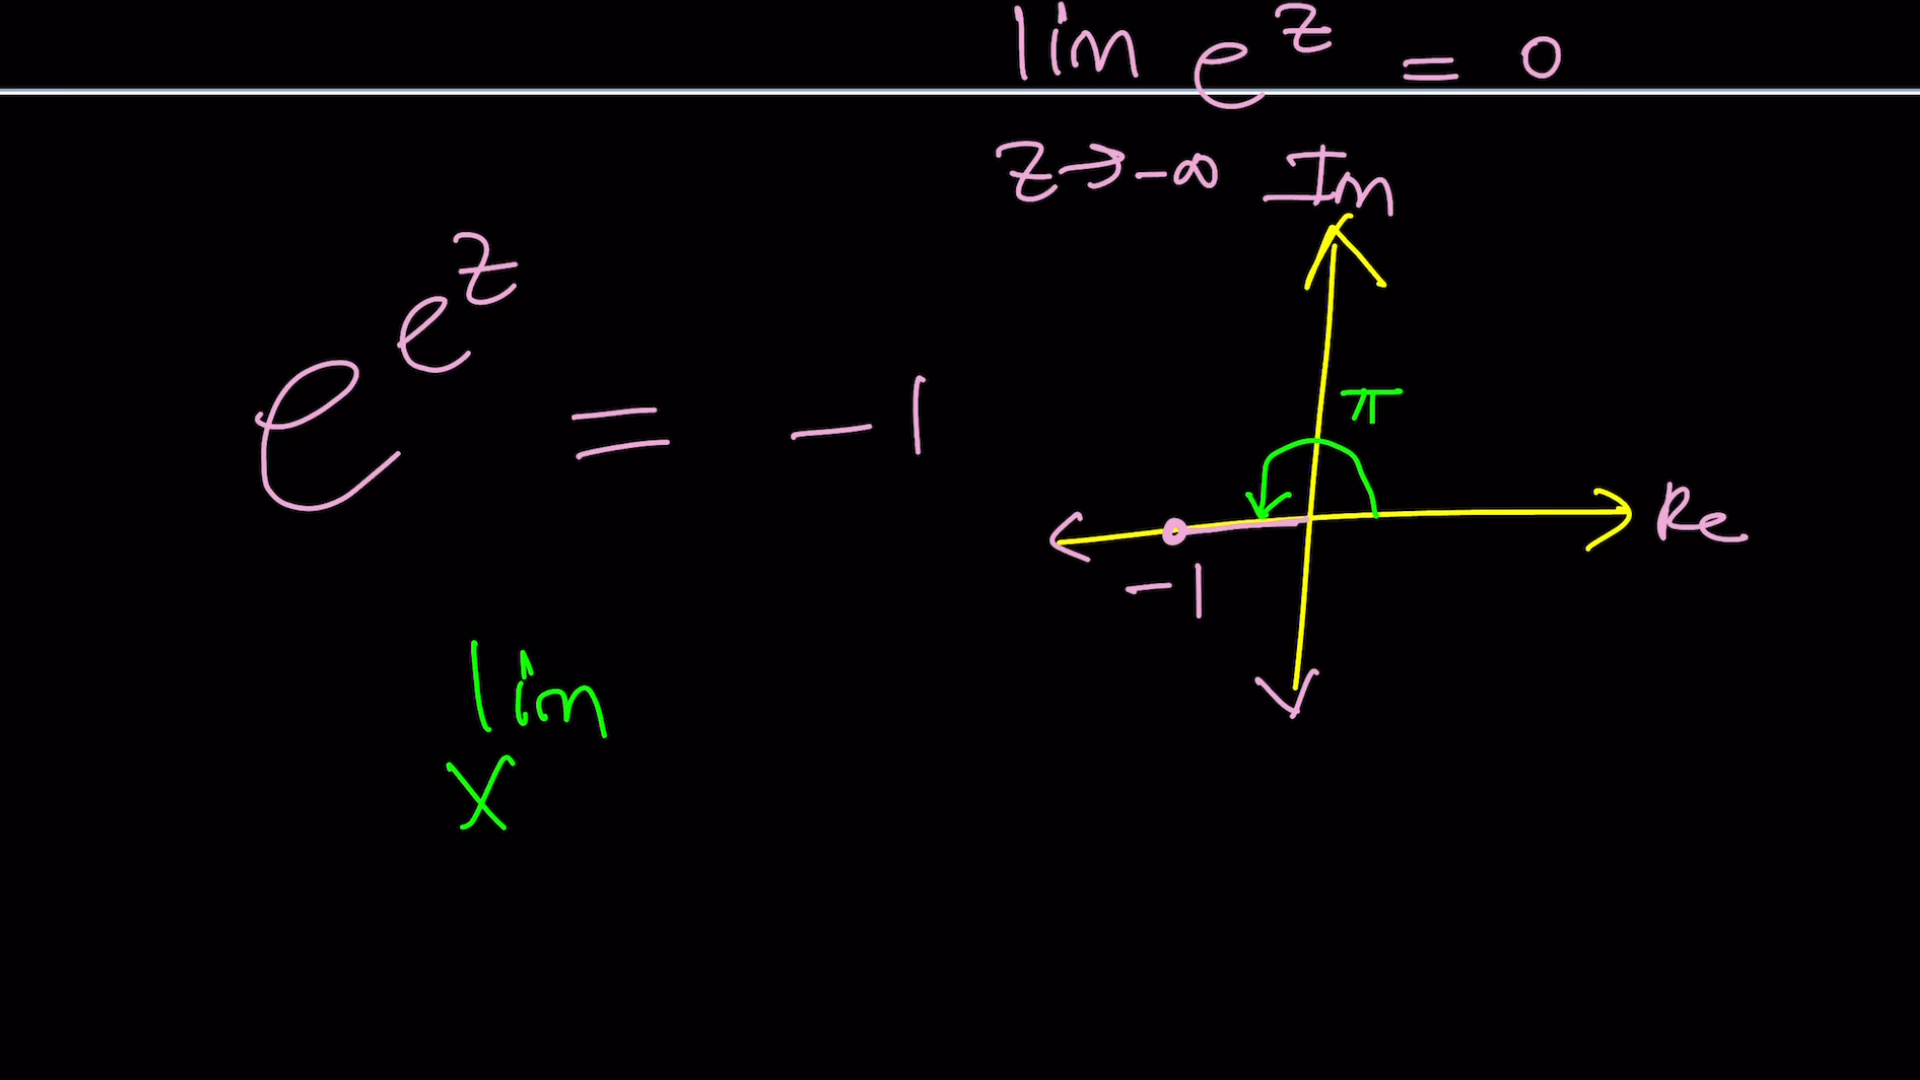 lim e^z = 0
z→-∞
Im
e^e^z = -1
π
Re
-1
lim
x